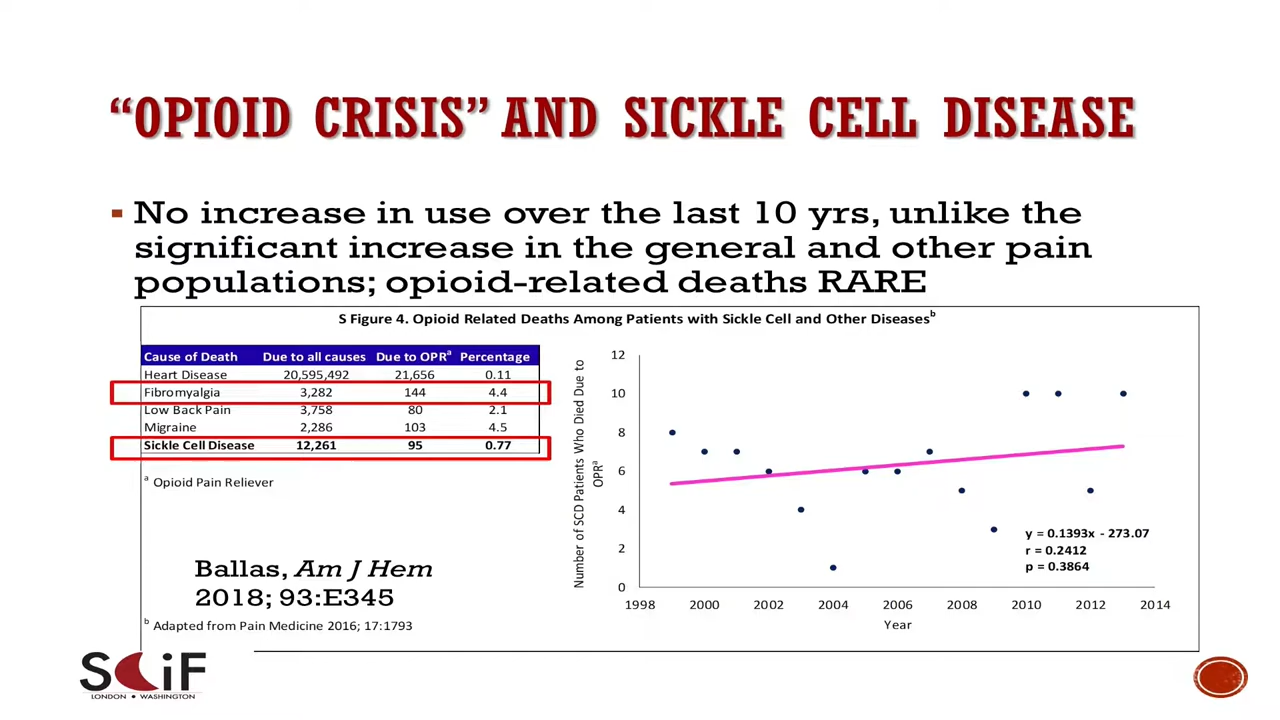 “OPIOID CRISIS” AND SICKLE CELL DISEASE
No increase in use over the last 10 yrs, unlike the
significant increase in the general and other pain
populations; opioid-related deaths RARE
S Figure 4. Opioid Related Deaths Among Patients with Sickle Cell and Other Diseasesb
Cause of Death Due to all causes Due to OPRa Percentage
Heart Disease 20,595,492 21,656 0.11
Fibromyalgia 3,282 144 4.4
Low Back Pain 3,758 80 2.1
Migraine 2,286 103 4.5
Sickle Cell Disease 12,261 95 0.77
a Opioid Pain Reliever
Ballas, Am J Hem
2018; 93:E345
b Adapted from Pain Medicine 2016; 17:1793
Number of SCD Patients Who Died Due to
OPRa
12
10
8
6
4
2
0
y = 0.1393x - 273.07
r = 0.2412
p = 0.3864
1998 2000 2002 2004 2006 2008 2010 2012 2014
Year
SCiF
LONDON • WASHINGTON